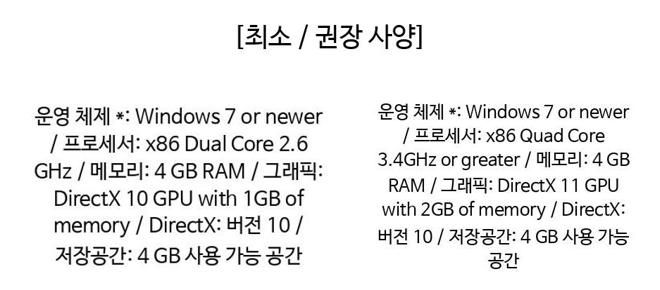 [최소 / 권장 사양]
운영 체제 *: Windows 7 or newer
/ 프로세서: x86 Dual Core 2.6
GHz / 메모리: 4 GB RAM / 그래픽:
DirectX 10 GPU with 1GB of
memory / DirectX: 버전 10 /
저장공간: 4 GB 사용 가능 공간
운영 체제 *: Windows 7 or newer
/ 프로세서: x86 Quad Core
3.4GHz or greater / 메모리: 4 GB
RAM / 그래픽: DirectX 11 GPU
with 2GB of memory / DirectX:
버전 10 / 저장공간: 4 GB 사용 가능
공간